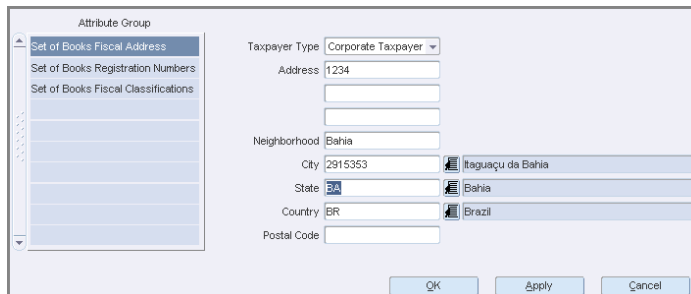 Attribute Group
Set of Books Fiscal Address
Set of Books Registration Numbers
Set of Books Fiscal Classifications
Taxpayer Type Corporate Taxpayer
Address 1234
Neighborhood Bahia
City 2915353 Itaguaçu da Bahia
State BA Bahia
Country BR Brazil
Postal Code
OK Apply Cancel